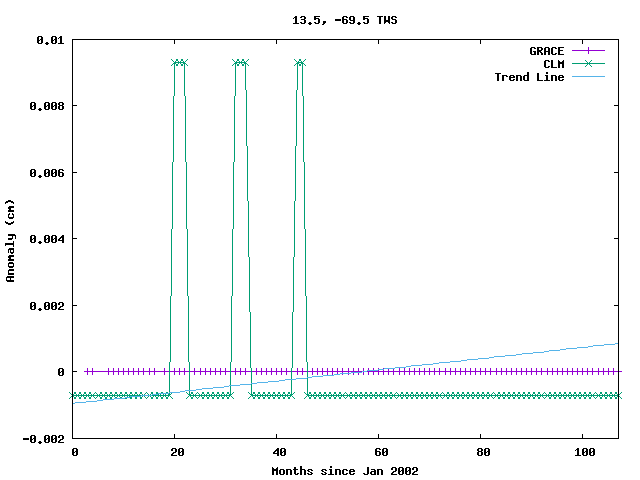 13.5, -69.5 TWS
GRACE
CLM
Trend Line
0.01
0.008
0.006
0.004
0.002
0
-0.002
Anomaly (cm)
0 20 40 60 80 100
Months since Jan 2002